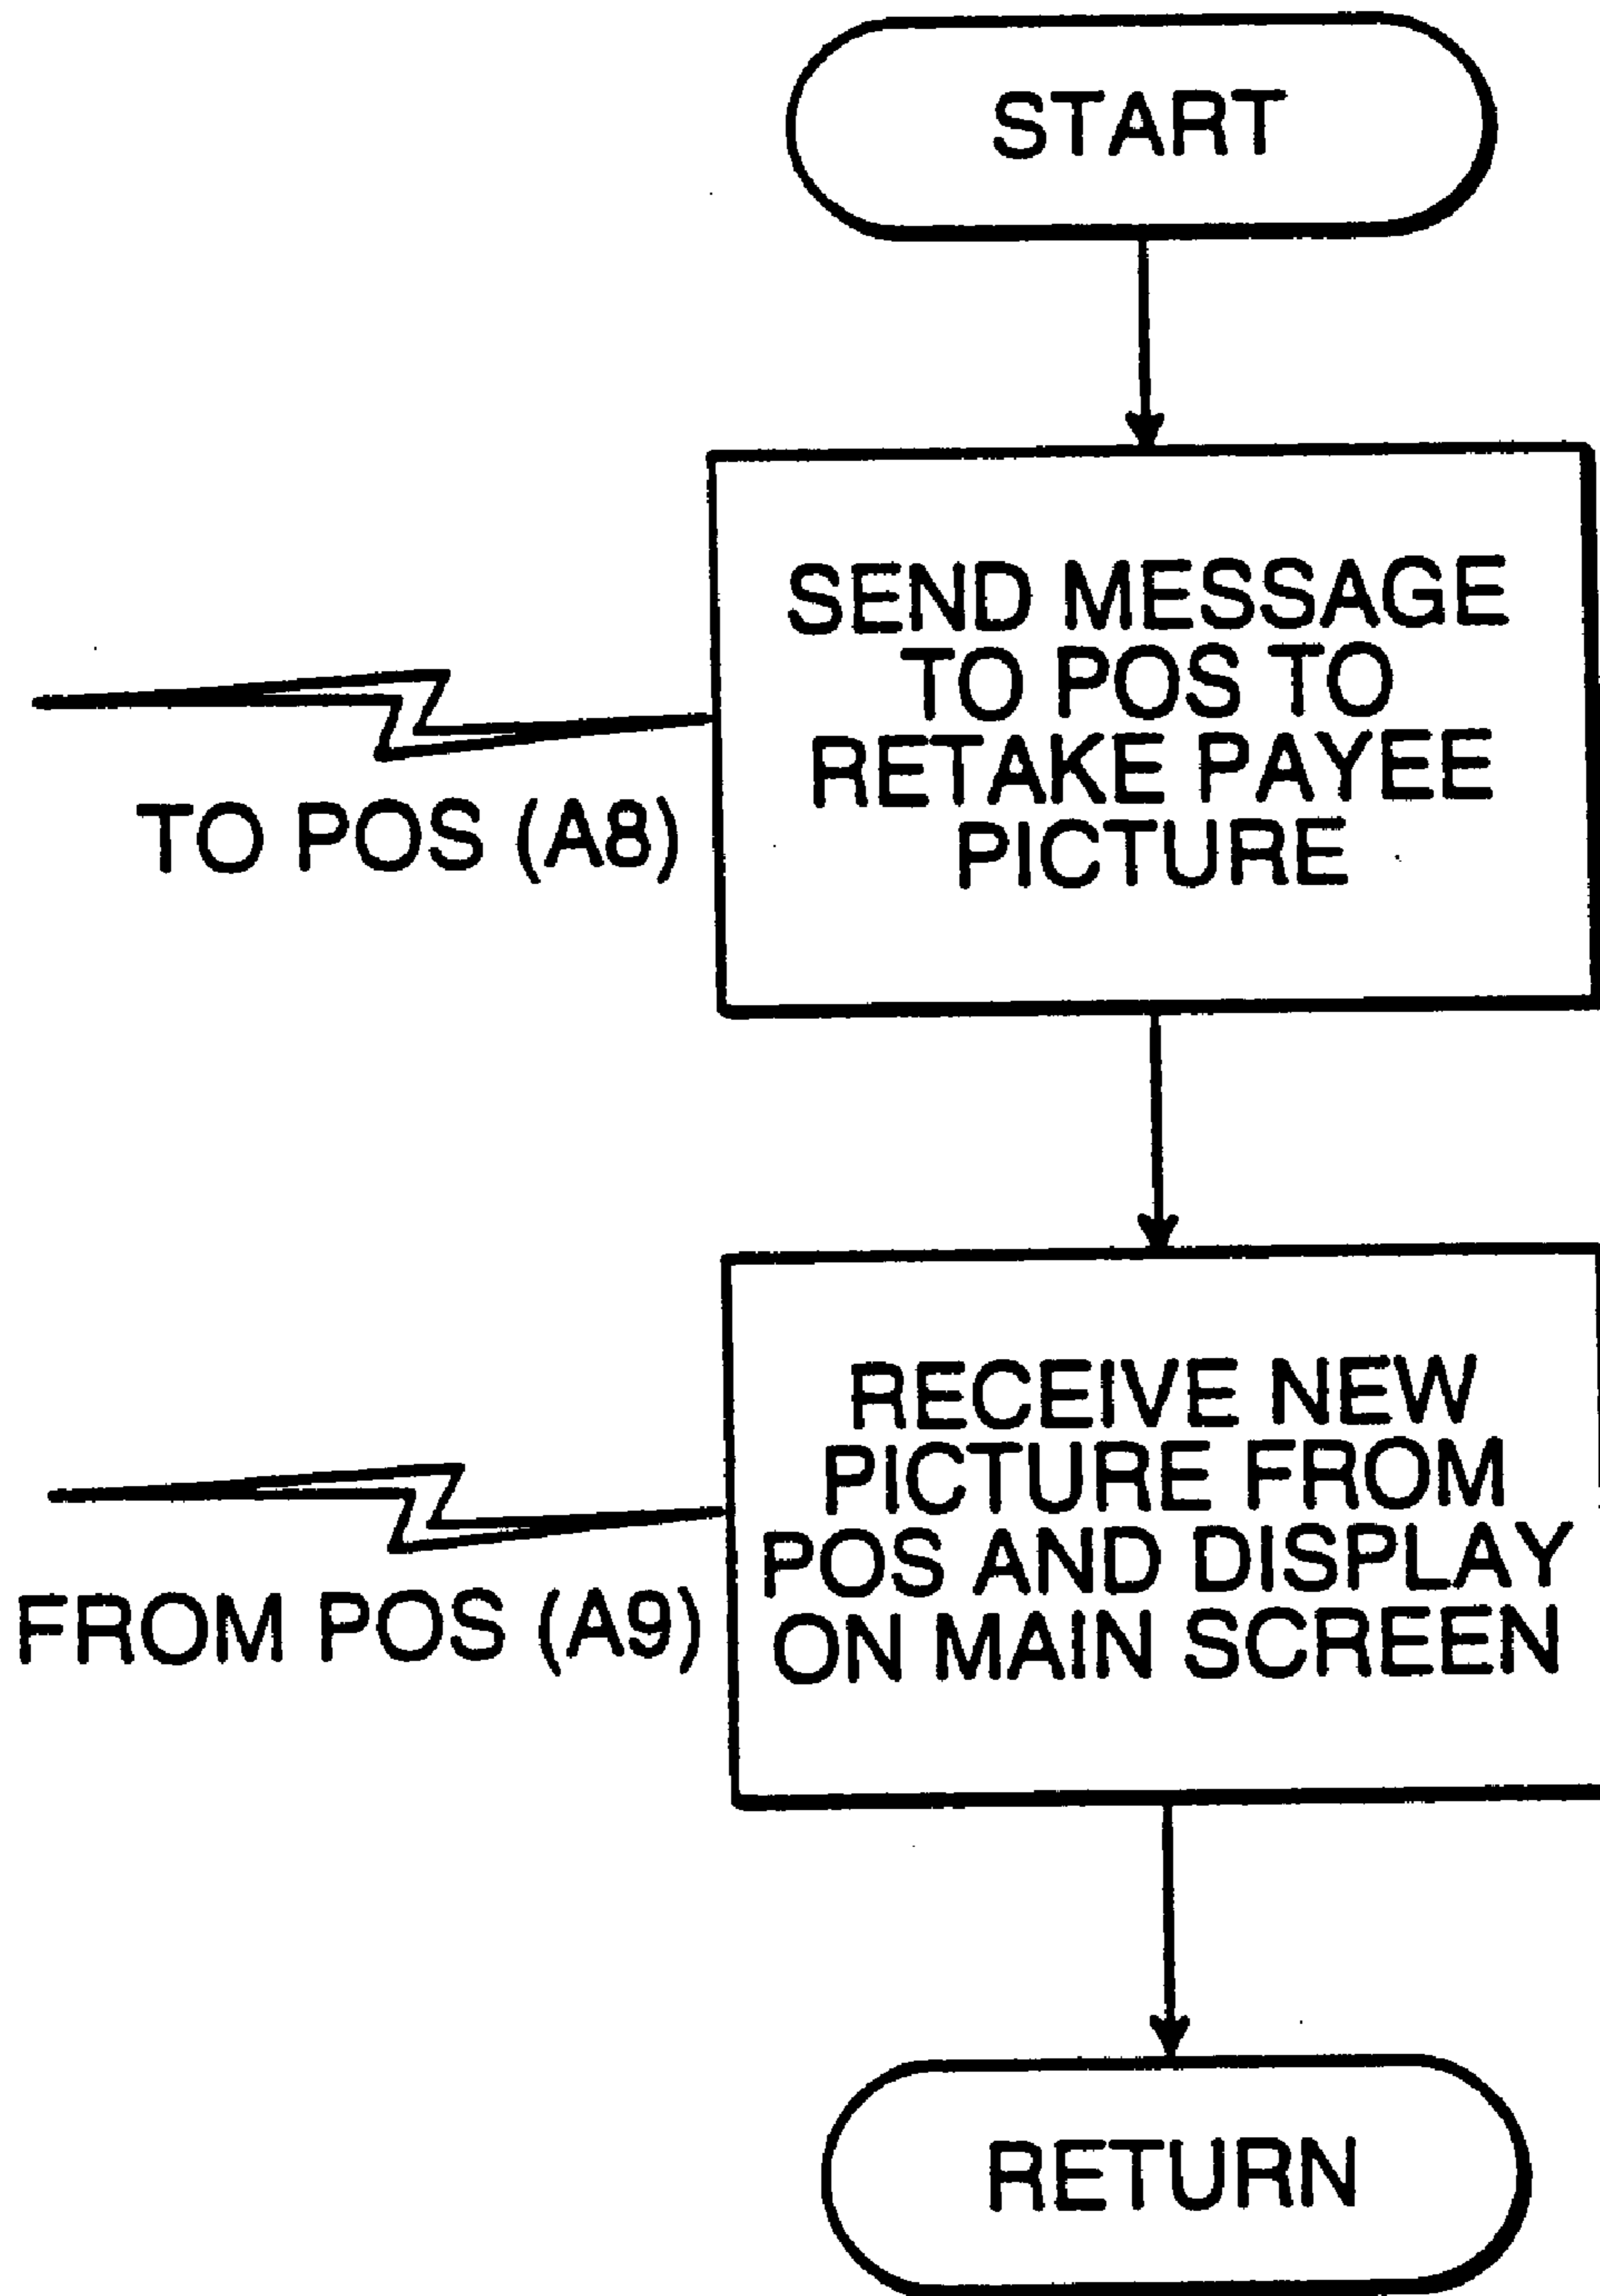 START
SEND MESSAGE
TO POS TO
RETAKE PAYEE
PICTURE
TO POS (A8)
RECEIVE NEW
PICTURE FROM
POS AND DISPLAY
ON MAIN SCREEN
FROM POS (A9)
RETURN